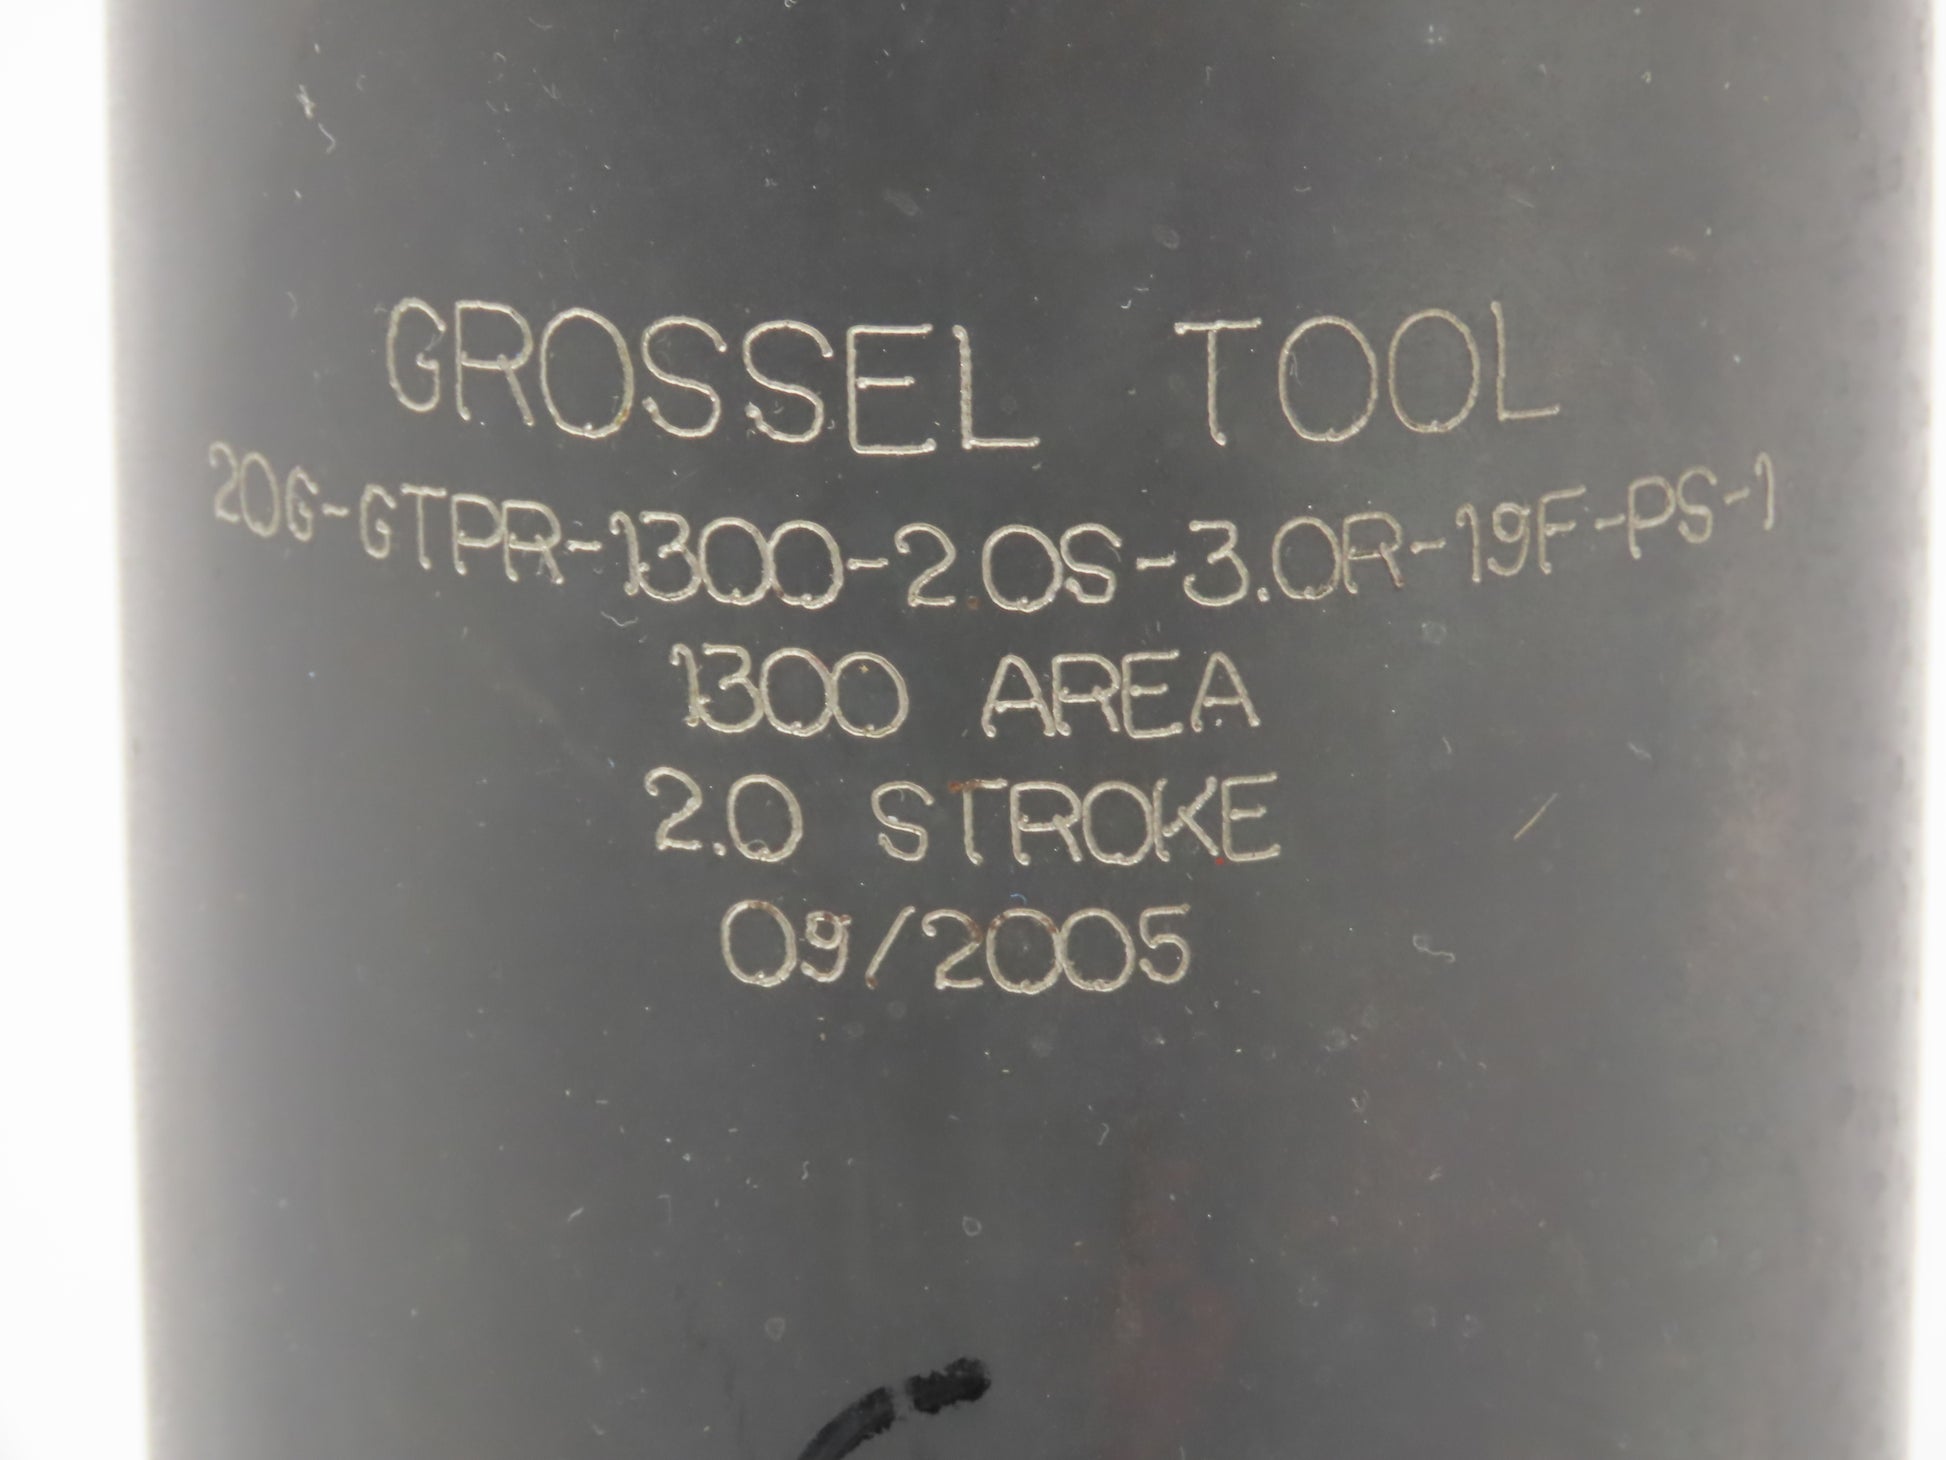 GROSSEL TOOL
20G-GTPR-1300-2.0S-3.0R-19F-PS-1
1300 AREA
2.0 STROKE
09/2005